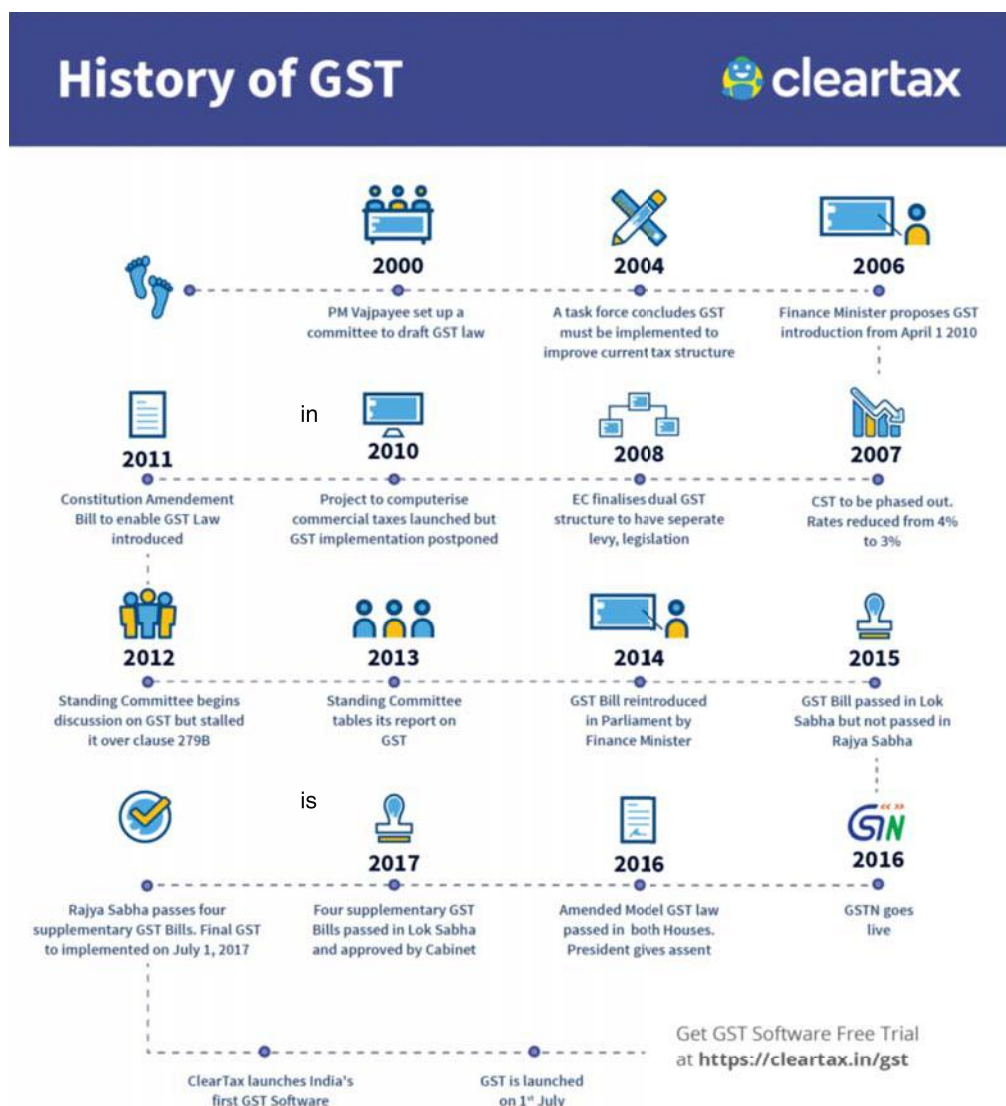 History of GST
cleartax
2000
PM Vajpayee set up a
committee to draft GST law
2004
A task force concludes GST
must be implemented to
improve current tax structure
2006
Finance Minister proposes GST
introduction from April 1 2010
2011
Constitution Amendement
Bill to enable GST Law
introduced
in
2010
Project to computerise
commercial taxes launched but
GST implementation postponed
2008
EC finalises dual GST
structure to have seperate
levy, legislation
2007
CST to be phased out.
Rates reduced from 4%
to 3%
2012
Standing Committee begins
discussion on GST but stalled
it over clause 279B
2013
Standing Committee
tables its report on
GST
2014
GST Bill reintroduced
in Parliament by
Finance Minister
2015
GST Bill passed in Lok
Sabha but not passed in
Rajya Sabha
Rajya Sabha passes four
supplementary GST Bills. Final GST
to implemented on July 1, 2017
is
2017
Four supplementary GST
Bills passed in Lok Sabha
and approved by Cabinet
2016
Amended Model GST law
passed in both Houses.
President gives assent
GSTN
2016
GSTN goes
live
ClearTax launches India's
first GST Software
GST is launched
on 1st July
Get GST Software Free Trial
at https://cleartax.in/gst